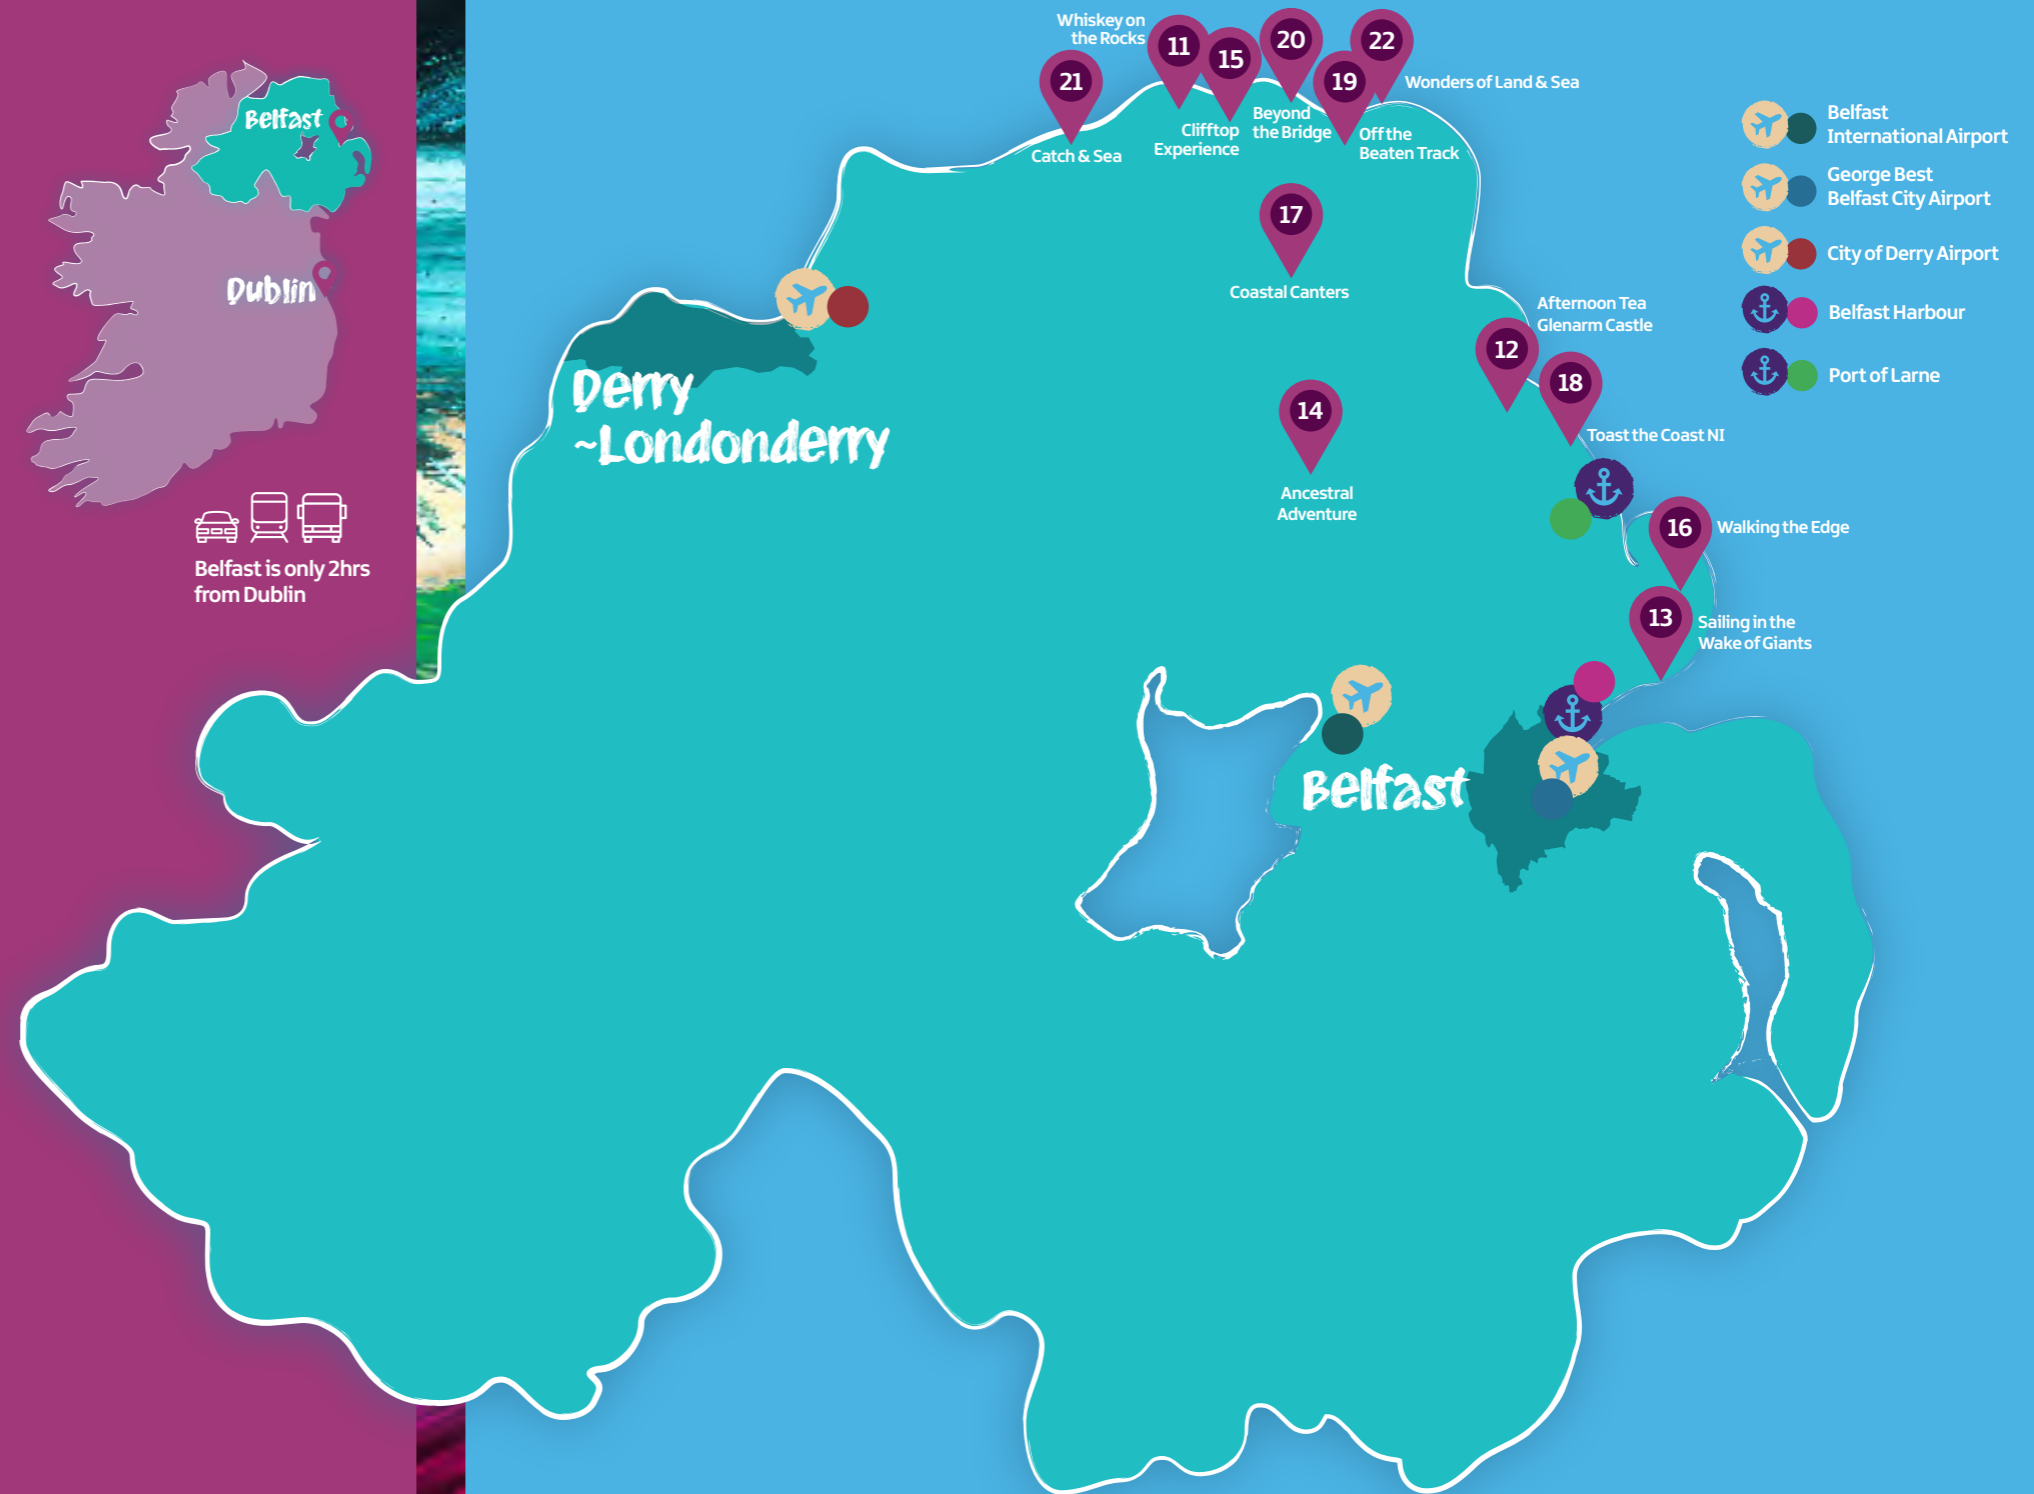 Belfast
Dublin
Belfast is only 2hrs
from Dublin
Whiskey on
the Rocks
11
15
20
22
21
19
Wonders of Land & Sea
Catch & Sea
Clifftop
Experience
Beyond
the Bridge
Off the
Beaten Track
17
Coastal Canters
Derry
~Londonderry
14
Ancestral
Adventure
Afternoon Tea
Glenarm Castle
12
18
Toast the Coast NI
16
Walking the Edge
13
Sailing in the
Wake of Giants
Belfast
Belfast
International Airport
George Best
Belfast City Airport
City of Derry Airport
Belfast Harbour
Port of Larne